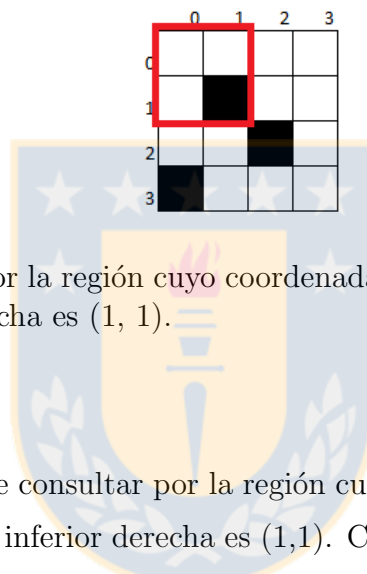 0 1 2 3
0
1
2
3
or la región cuyo coordenada
cha es (1, 1).
e consultar por la región cu
inferior derecha es (1,1). C